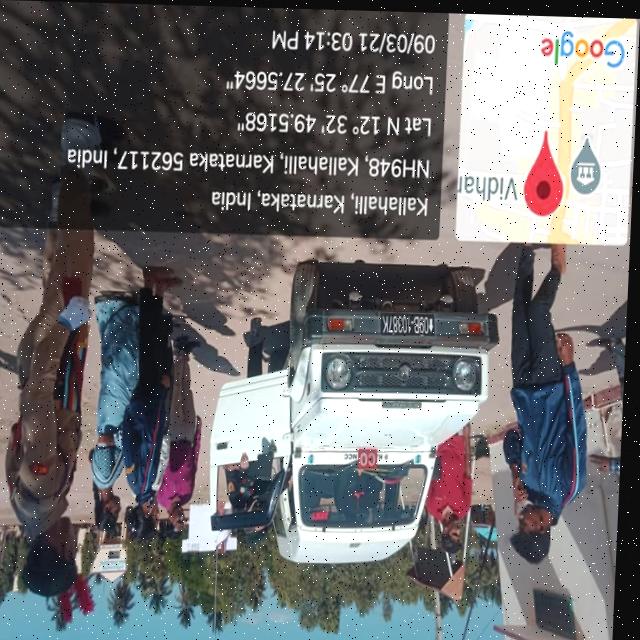 Kallahalli, Karnataka, India
NH948, Kallahalli, Karnataka 562117, India
Lat N 12° 32' 49.5168"
Long E 77° 25' 27.5664"
09/03/21 03:14 PM
Google